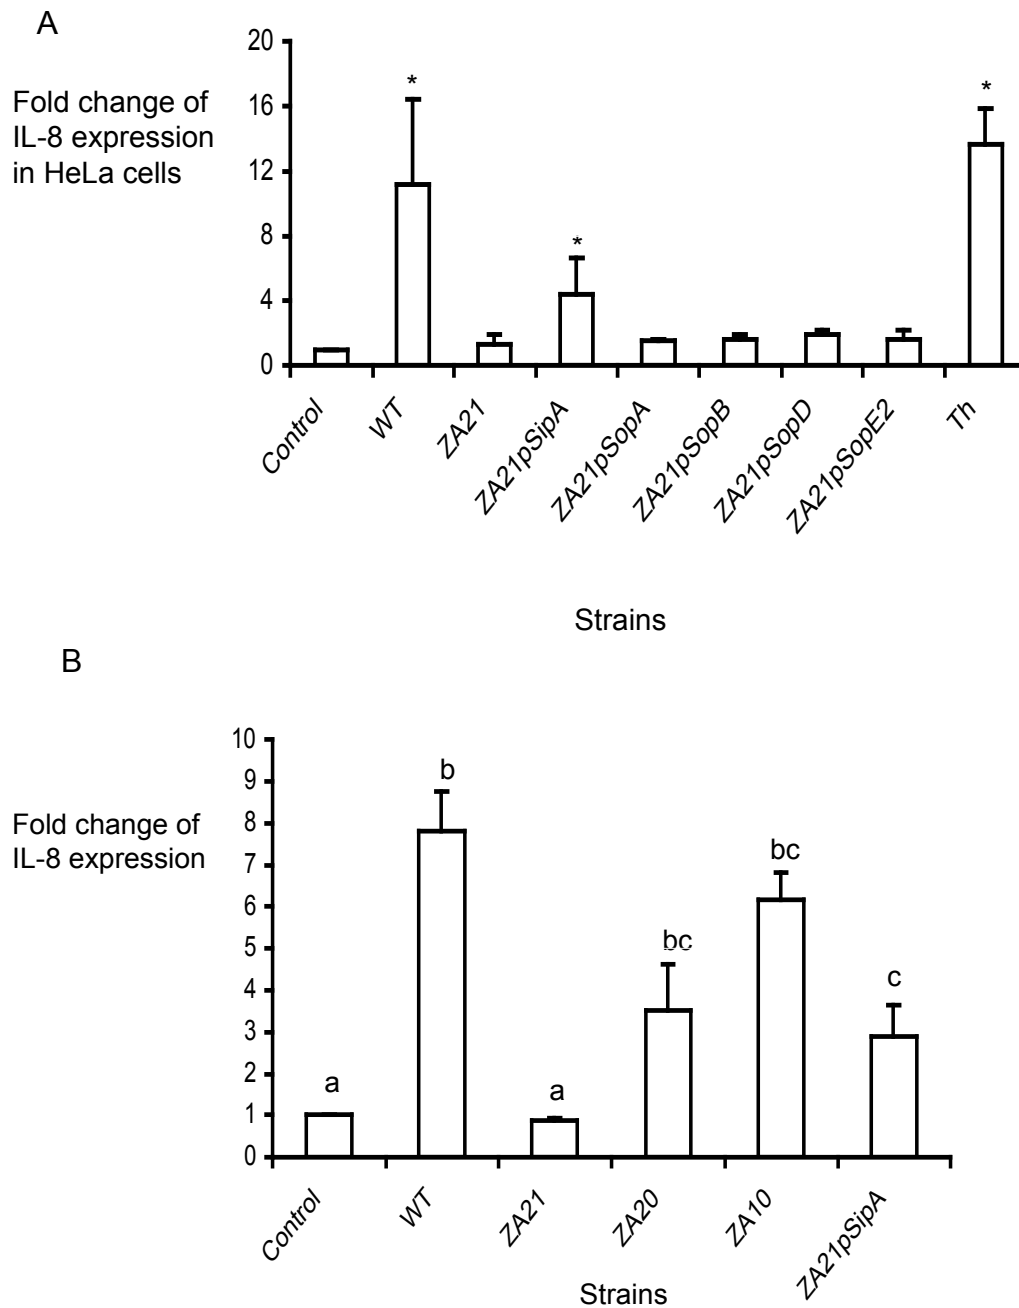 A
Fold change of
IL-8 expression
in HeLa cells
20
16
12
8
4
0
*
*
*
Control
WT
ZA21
ZA21pSipA
ZA21pSopA
ZA21pSopB
ZA21pSopD
ZA21pSopE2
Th
Strains
B
Fold change of
IL-8 expression
10
9
8
7
6
5
4
3
2
1
0
a
b
a
bc
bc
c
Control
WT
ZA21
ZA20
ZA10
ZA21pSipA
Strains